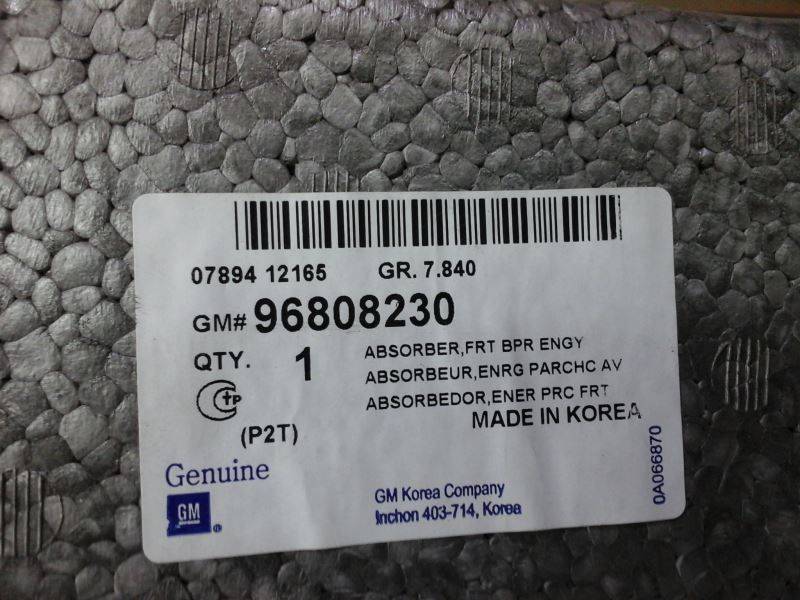 07894 12165 GR. 7.840
GM# 96808230
QTY. 1
ABSORBER,FRT BPR ENGY
ABSORBEUR,ENRG PARCHC AV
ABSORBEDOR,ENER PRC FRT
MADE IN KOREA
(P2T)
Genuine
GM
GM Korea Company
Inchon 403-714, Korea
0A066870